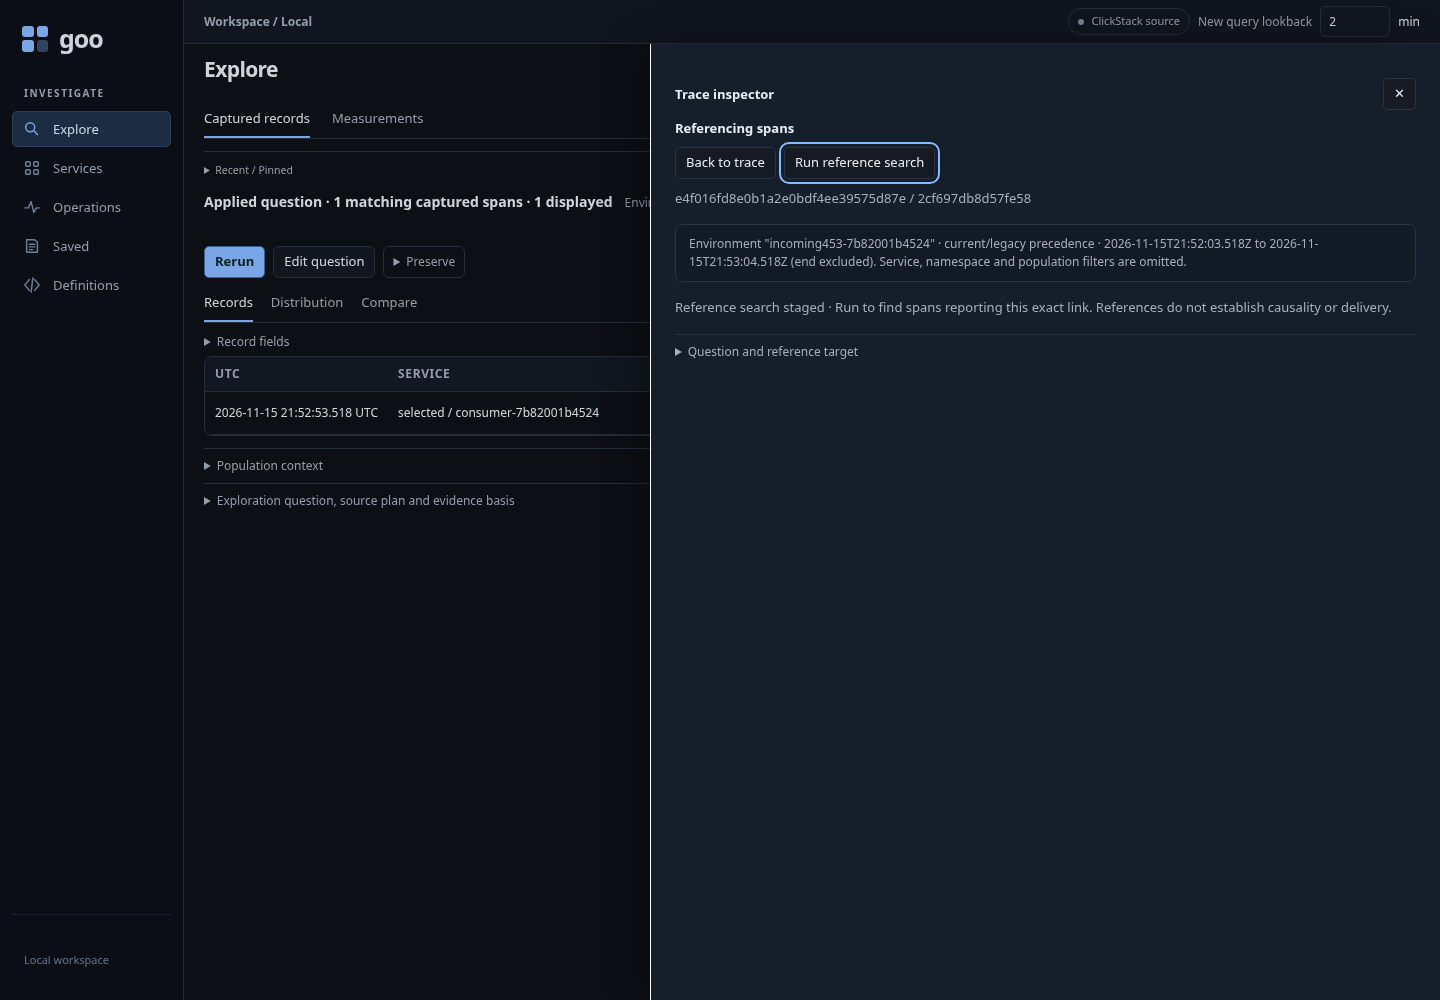 goo
INVESTIGATE
Explore
Services
Operations
Saved
Definitions
Local workspace
Workspace / Local
ClickStack source
New query lookback
2
min
Explore
Captured records
Measurements
Recent / Pinned
Applied question · 1 matching captured spans · 1 displayed
Rerun
Edit question
Preserve
Records
Distribution
Compare
Record fields
UTC
SERVICE
2026-11-15 21:52:53.518 UTC
selected / consumer-7b82001b4524
Population context
Exploration question, source plan and evidence basis
Trace inspector
✕
Referencing spans
Back to trace
Run reference search
e4f016fd8e0b1a2e0bdf4ee39575d87e / 2cf697db8d57fe58
Environment "incoming453-7b82001b4524" · current/legacy precedence · 2026-11-15T21:52:03.518Z to 2026-11-
15T21:53:04.518Z (end excluded). Service, namespace and population filters are omitted.
Reference search staged · Run to find spans reporting this exact link. References do not establish causality or delivery.
Question and reference target